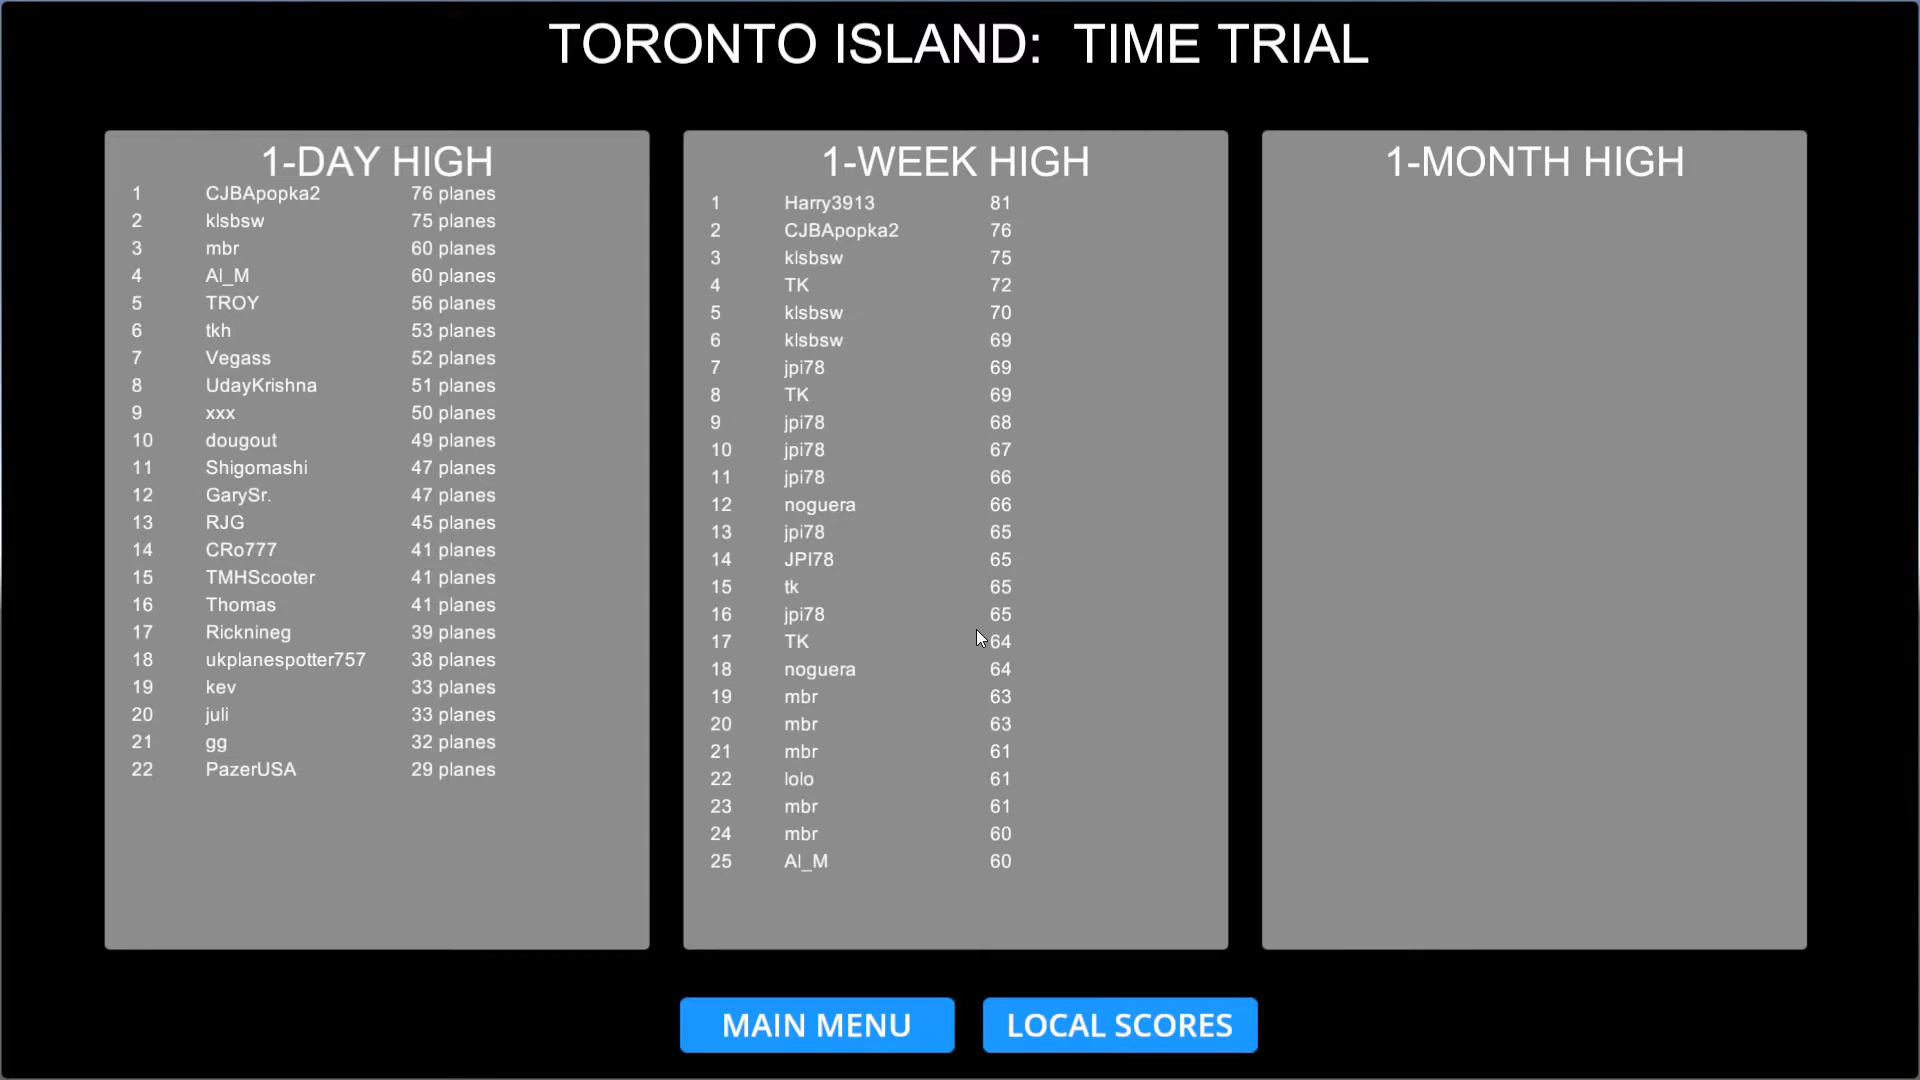 TORONTO ISLAND: TIME TRIAL
1-DAY HIGH
1 CJBApopka2 76 planes
2 klsbsw 75 planes
3 mbr 60 planes
4 Al_M 60 planes
5 TROY 56 planes
6 tkh 53 planes
7 Vegass 52 planes
8 UdayKrishna 51 planes
9 xxx 50 planes
10 dougout 49 planes
11 Shigomashi 47 planes
12 GarySr. 47 planes
13 RJG 45 planes
14 CRo777 41 planes
15 TMHScooter 41 planes
16 Thomas 41 planes
17 Ricknineg 39 planes
18 ukplanespotter757 38 planes
19 kev 33 planes
20 juli 33 planes
21 gg 32 planes
22 PazerUSA 29 planes
1-WEEK HIGH
1 Harry3913 81
2 CJBApopka2 76
3 klsbsw 75
4 TK 72
5 klsbsw 70
6 klsbsw 69
7 jpi78 69
8 TK 69
9 jpi78 68
10 jpi78 67
11 jpi78 66
12 noguera 66
13 jpi78 65
14 JPI78 65
15 tk 65
16 jpi78 65
17 TK 64
18 noguera 64
19 mbr 63
20 mbr 63
21 mbr 61
22 lolo 61
23 mbr 61
24 mbr 60
25 Al_M 60
1-MONTH HIGH
MAIN MENU
LOCAL SCORES